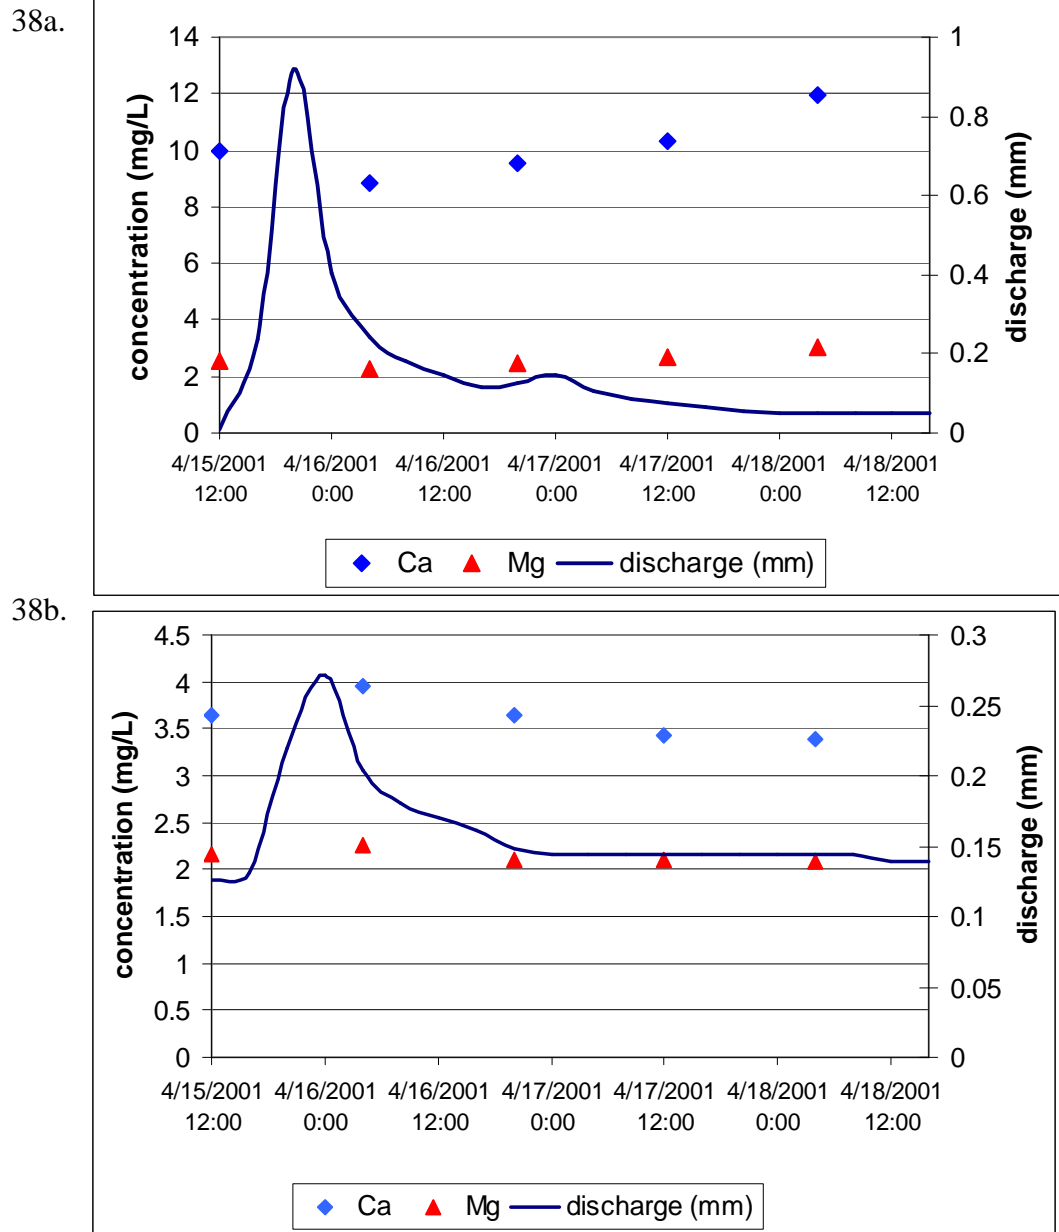 38a.
14
12
10
8
6
4
2
0
concentration (mg/L)
1
0.8
0.6
0.4
0.2
0
discharge (mm)
4/15/2001 4/16/2001 4/16/2001 4/17/2001 4/17/2001 4/18/2001 4/18/2001
12:00 0:00 12:00 0:00 12:00 0:00 12:00
Ca Mg discharge (mm)
38b.
4.5
4
3.5
3
2.5
2
1.5
1
0.5
0
concentration (mg/L)
0.3
0.25
0.2
0.15
0.1
0.05
0
discharge (mm)
4/15/2001 4/16/2001 4/16/2001 4/17/2001 4/17/2001 4/18/2001 4/18/2001
12:00 0:00 12:00 0:00 12:00 0:00 12:00
Ca Mg discharge (mm)